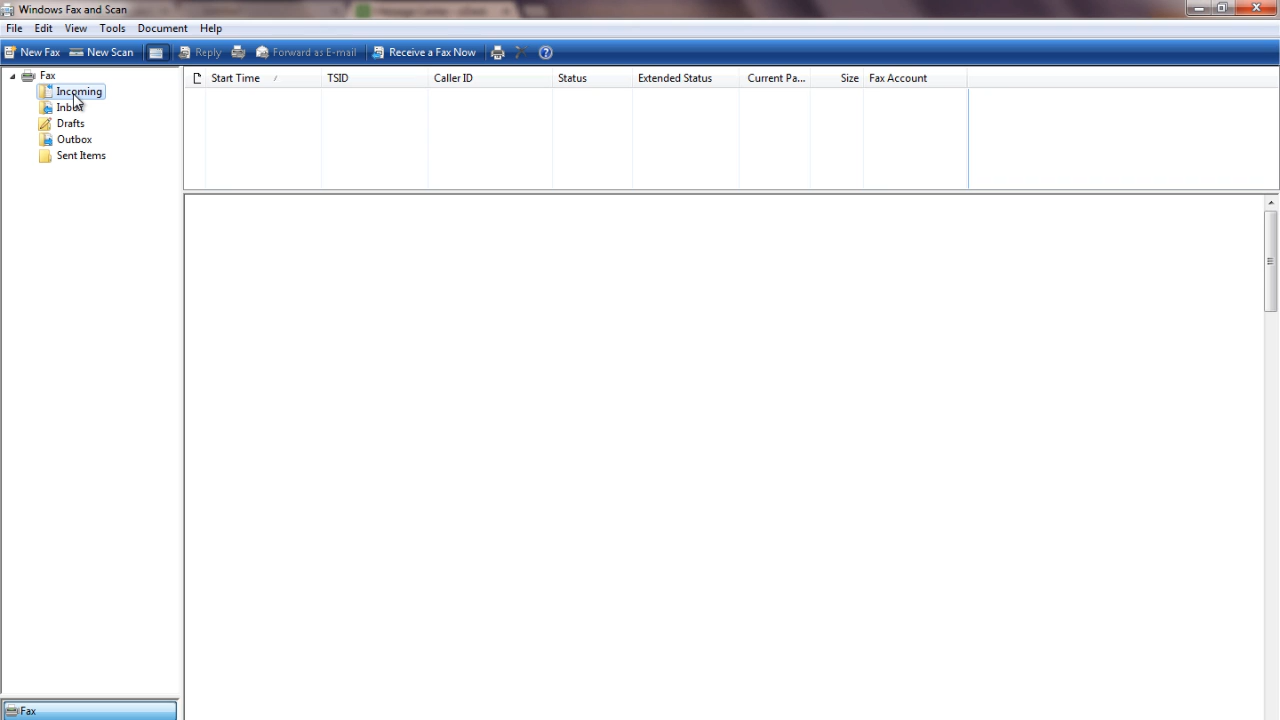 Windows Fax and Scan
File Edit View Tools Document Help
New Fax New Scan Reply Forward as E-mail Receive a Fax Now
Fax
Incoming
Inbox
Drafts
Outbox
Sent Items
Start Time TSID Caller ID Status Extended Status Current Pa... Size Fax Account
Fax